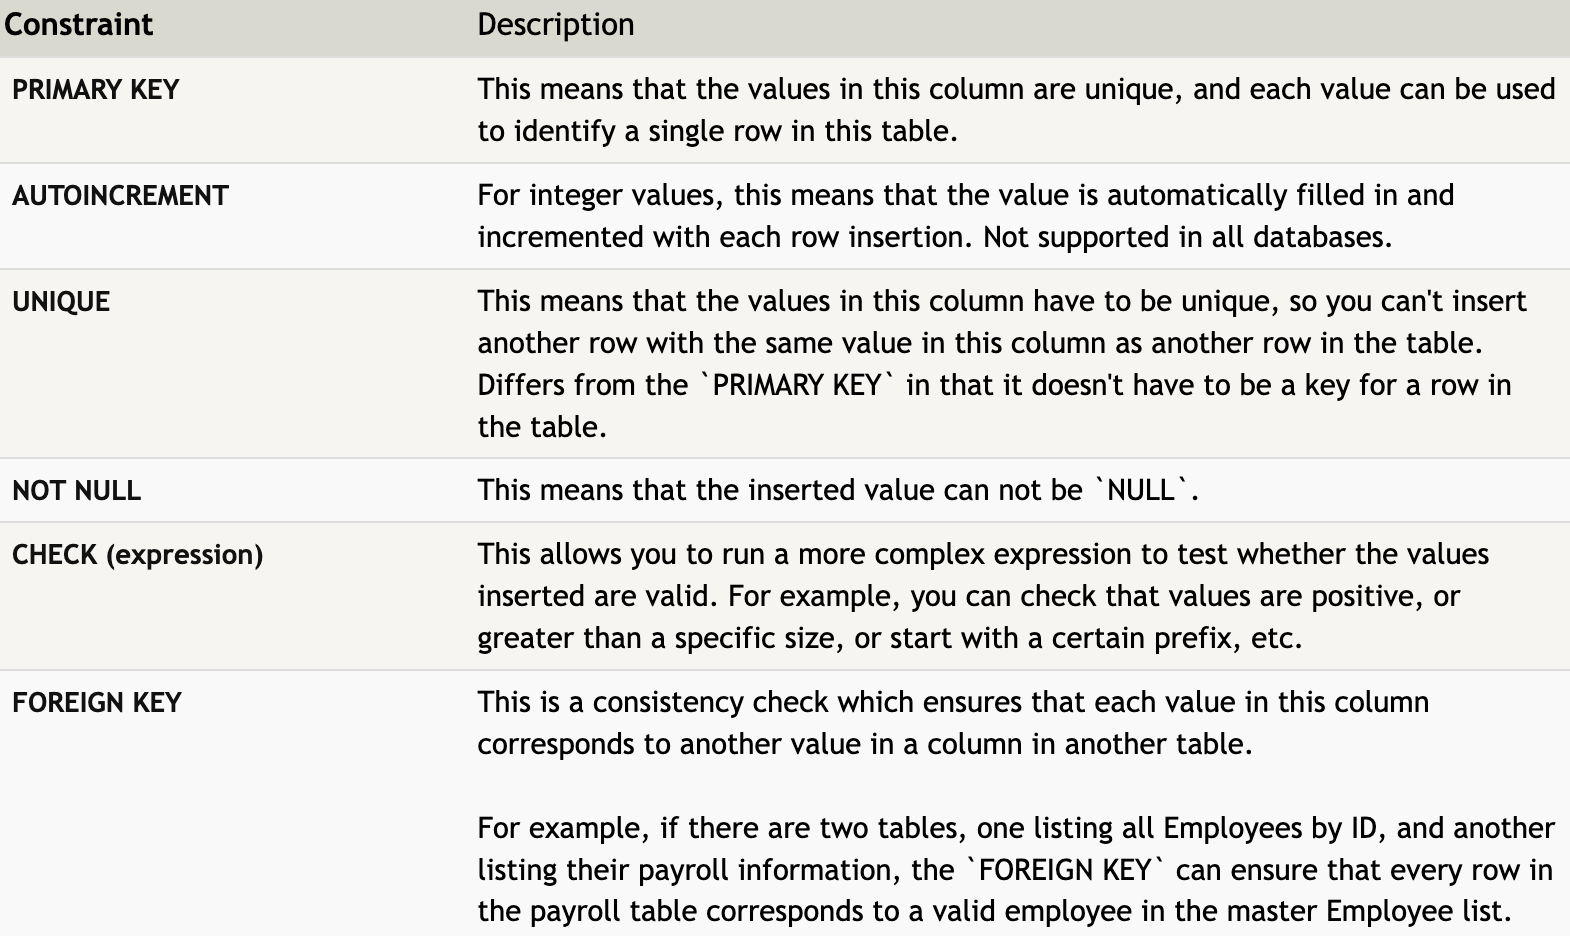 Constraint Description
PRIMARY KEY This means that the values in this column are unique, and each value can be used
to identify a single row in this table.
AUTOINCREMENT For integer values, this means that the value is automatically filled in and
incremented with each row insertion. Not supported in all databases.
UNIQUE This means that the values in this column have to be unique, so you can't insert
another row with the same value in this column as another row in the table.
Differs from the `PRIMARY KEY` in that it doesn't have to be a key for a row in
the table.
NOT NULL This means that the inserted value can not be `NULL`.
CHECK (expression) This allows you to run a more complex expression to test whether the values
inserted are valid. For example, you can check that values are positive, or
greater than a specific size, or start with a certain prefix, etc.
FOREIGN KEY This is a consistency check which ensures that each value in this column
corresponds to another value in a column in another table.
For example, if there are two tables, one listing all Employees by ID, and another
listing their payroll information, the `FOREIGN KEY` can ensure that every row in
the payroll table corresponds to a valid employee in the master Employee list.